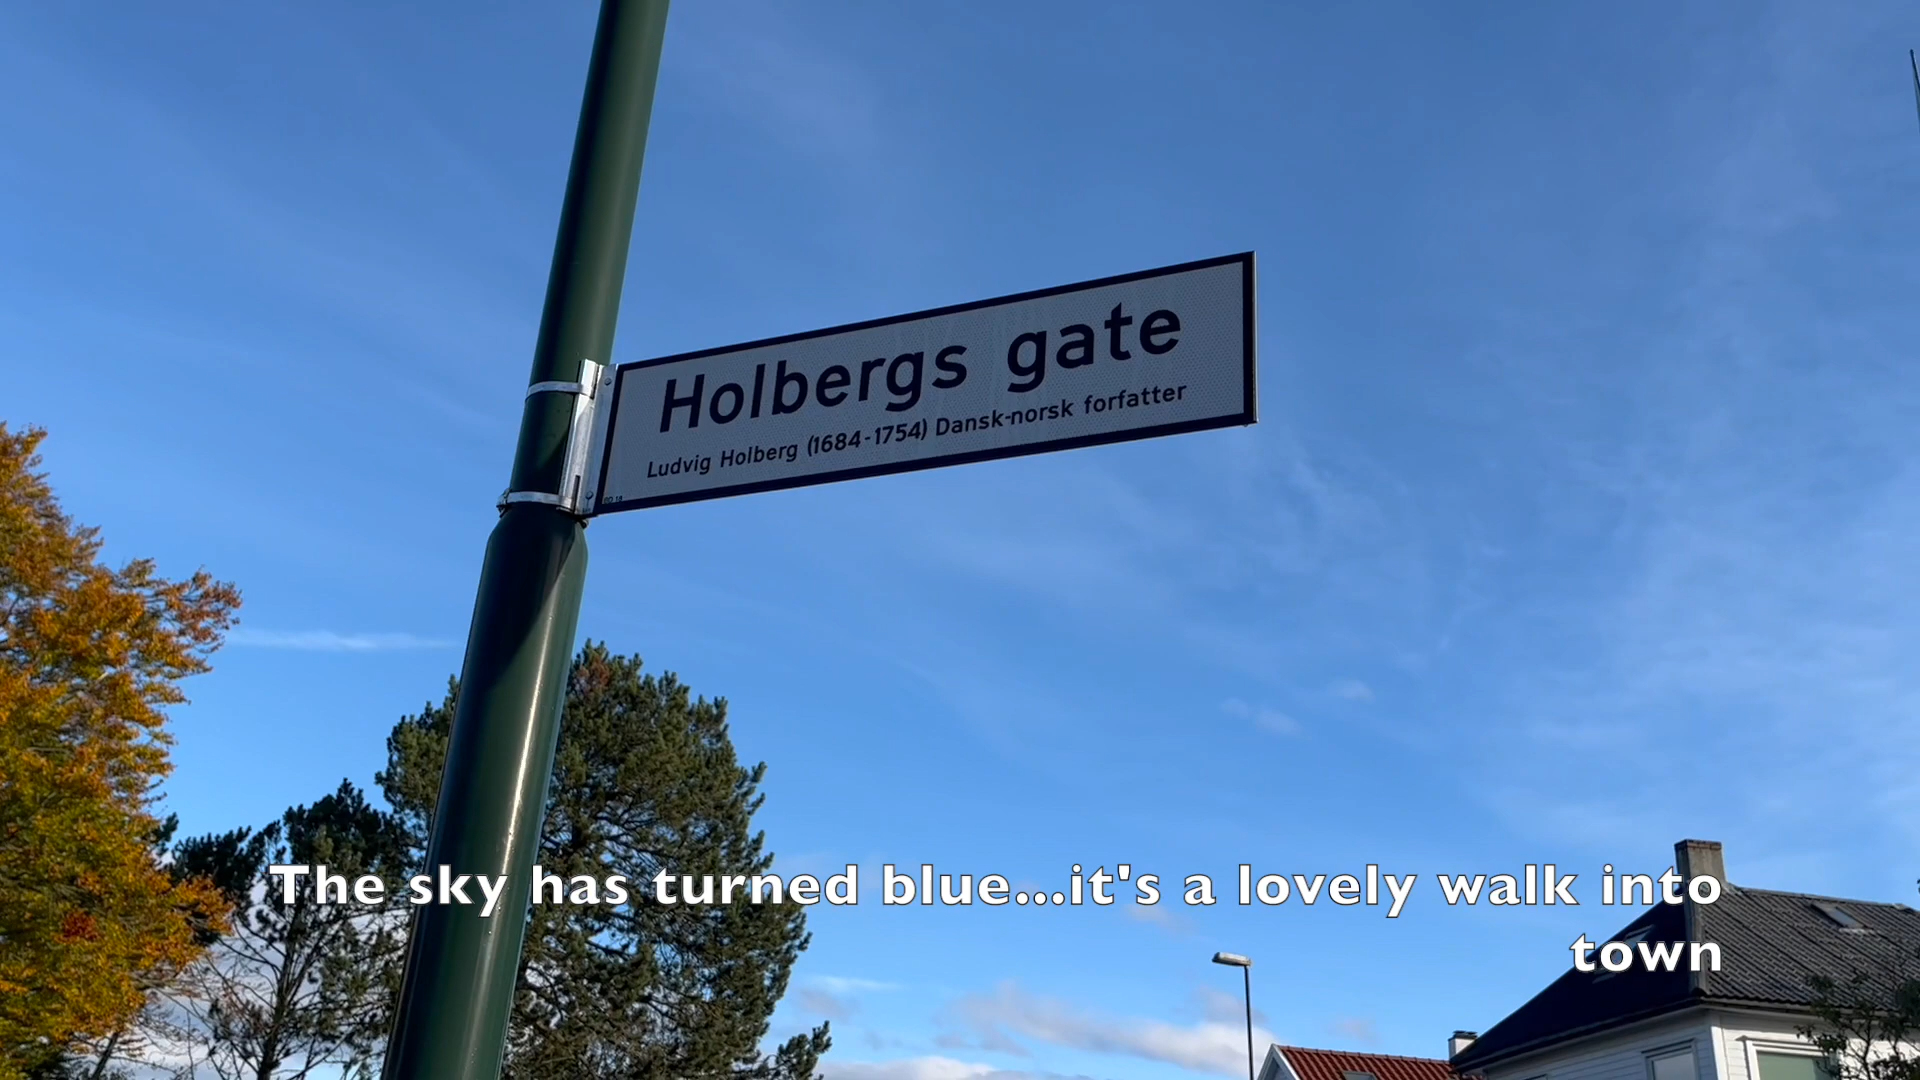 Holbergs gate
Ludvig Holberg (1684-1754) Dansk-norsk forfatter
The sky has turned blue...it's a lovely walk into
town